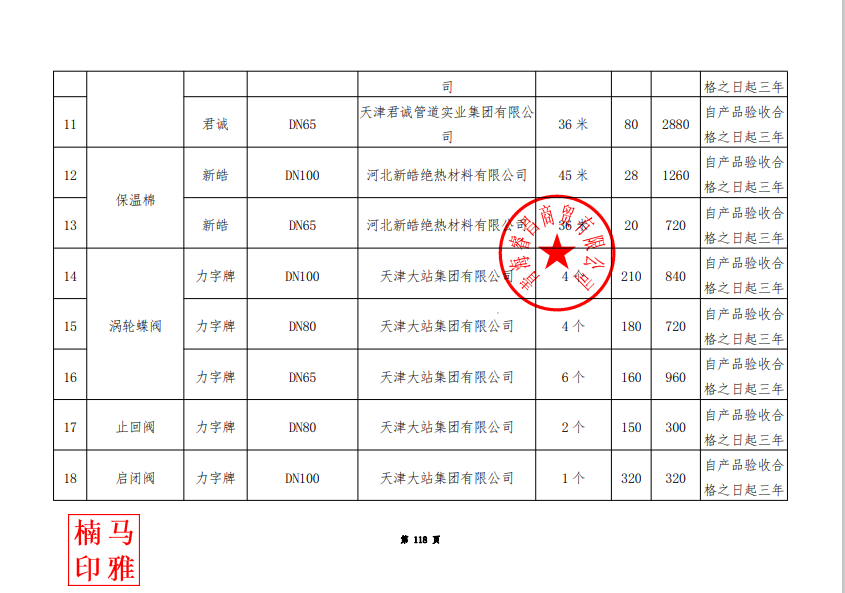 司 格之日起三年
11 君诚 DN65 天津君诚管道实业集团有限公司 36 米 80 2880 自产品验收合格之日起三年
12 保温棉 新皓 DN100 河北新皓绝热材料有限公司 45 米 28 1260 自产品验收合格之日起三年
13 新皓 DN65 河北新皓绝热材料有限公司 36 米 20 720 自产品验收合格之日起三年
14 涡轮蝶阀 力字牌 DN100 天津大站集团有限公司 4 个 210 840 自产品验收合格之日起三年
15 力字牌 DN80 天津大站集团有限公司 4 个 180 720 自产品验收合格之日起三年
16 力字牌 DN65 天津大站集团有限公司 6 个 160 960 自产品验收合格之日起三年
17 止回阀 力字牌 DN80 天津大站集团有限公司 2 个 150 300 自产品验收合格之日起三年
18 启闭阀 力字牌 DN100 天津大站集团有限公司 1 个 320 320 自产品验收合格之日起三年
商贸有限公司
楠马
印雅
第 118 页